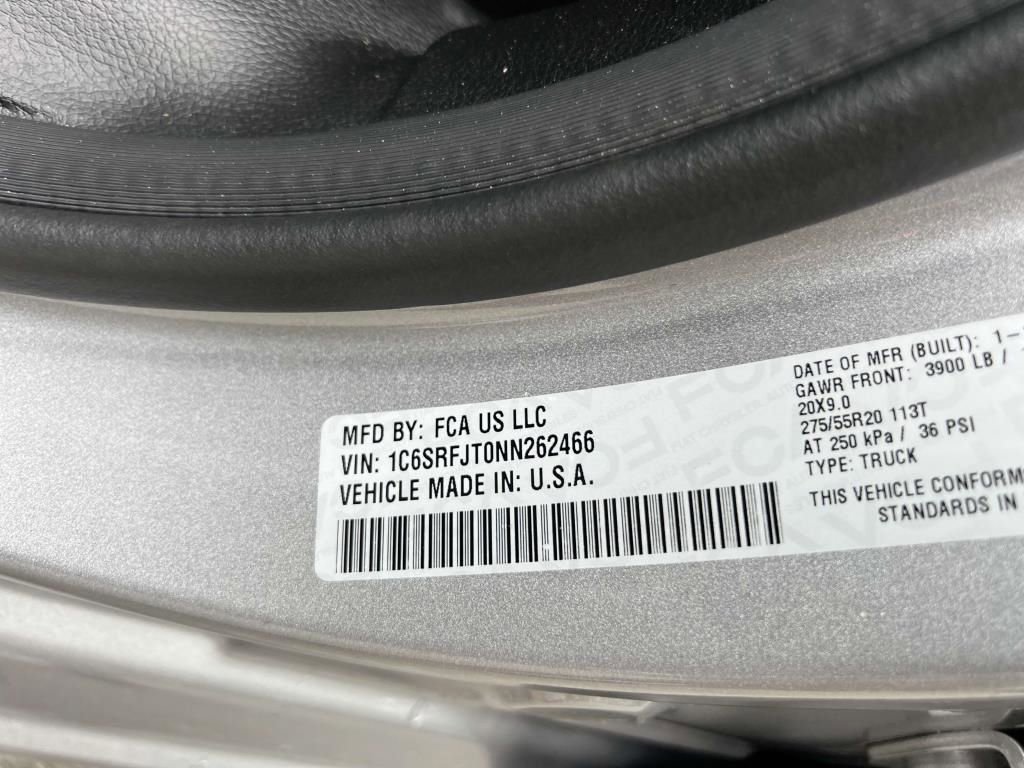 MFD BY: FCA US LLC
VIN: 1C6SRFJT0NN262466
VEHICLE MADE IN: U.S.A.
DATE OF MFR (BUILT): 1-
GAWR FRONT: 3900 LB /
20X9.0
275/55R20 113T
AT 250 kPa / 36 PSI
TYPE: TRUCK
THIS VEHICLE CONFORM
STANDARDS IN